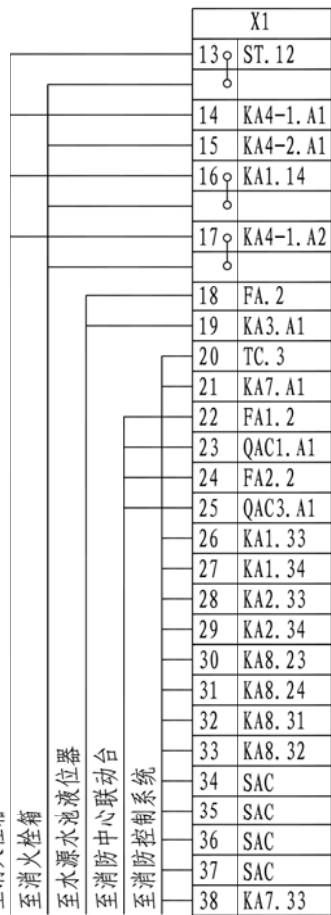 X1
13 ST.12
14 KA4-1.A1
15 KA4-2.A1
16 KA1.14
17 KA4-1.A2
18 FA.2
19 KA3.A1
20 TC.3
21 KA7.A1
22 FA1.2
23 QAC1.A1
24 FA2.2
25 QAC3.A1
26 KA1.33
27 KA1.34
28 KA2.33
29 KA2.34
30 KA8.23
31 KA8.24
32 KA8.31
33 KA8.32
34 SAC
35 SAC
36 SAC
37 SAC
38 KA7.33
至消火栓箱
至水源水池液位器
至消防中心联动台
至消防控制系统